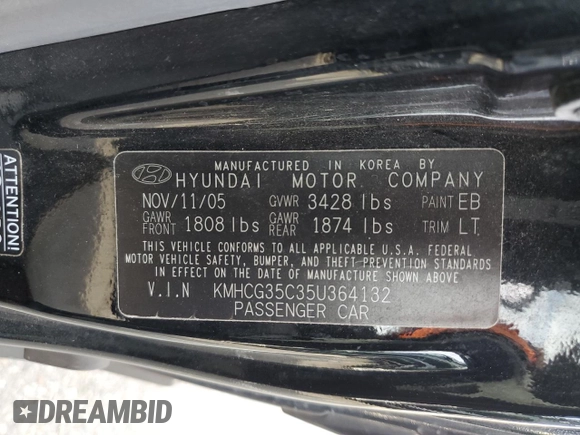 ATTENTION!
MANUFACTURED IN KOREA BY
HYUNDAI MOTOR COMPANY
NOV/11/05 GVWR 3428 lbs PAINT EB
GAWR FRONT 1808 lbs GAWR REAR 1874 lbs TRIM LT
THIS VEHICLE CONFORMS TO ALL APPLICABLE U.S.A. FEDERAL
MOTOR VEHICLE SAFETY, BUMPER, AND THEFT PREVENTION STANDARDS
IN EFFECT ON THE DATE OF MANUFACTURE SHOWN ABOVE.
V.I.N KMHCG35C35U364132
PASSENGER CAR
DREAMBID